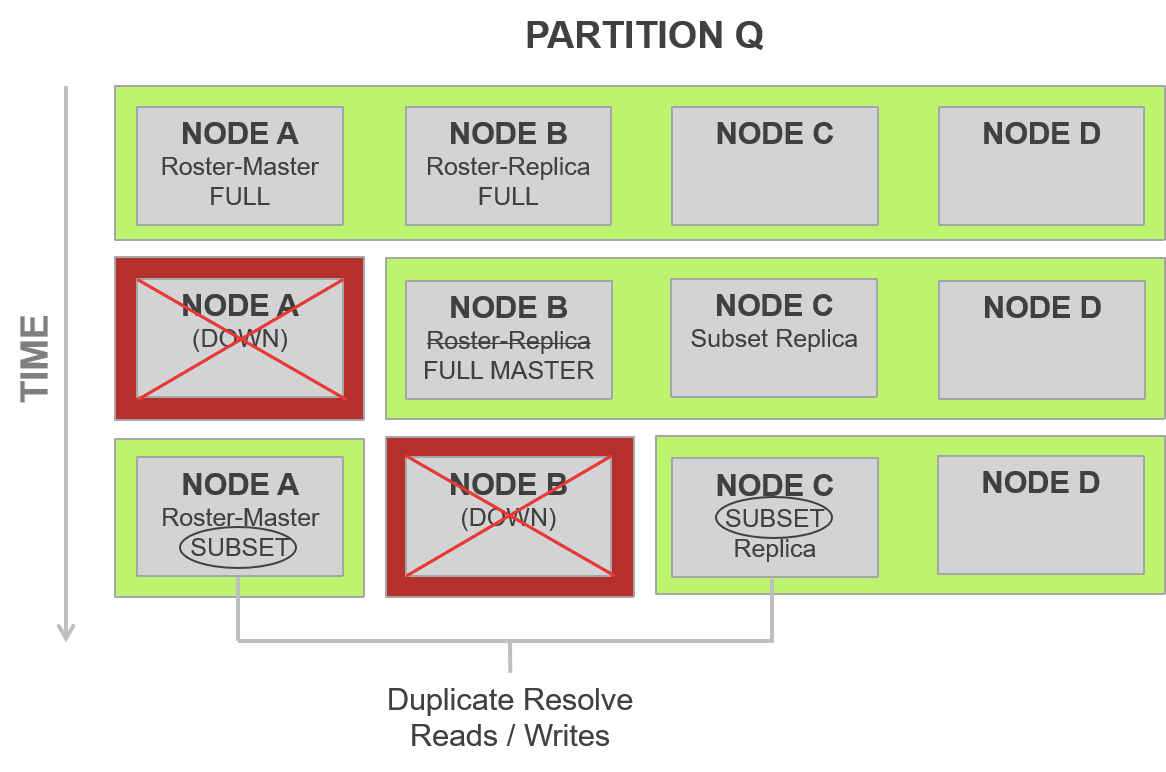 PARTITION Q
TIME
NODE A
Roster-Master
FULL
NODE B
Roster-Replica
FULL
NODE C
NODE D
NODE A
(DOWN)
NODE B
Roster-Replica
FULL MASTER
NODE C
Subset Replica
NODE D
NODE A
Roster-Master
SUBSET
NODE B
(DOWN)
NODE C
SUBSET
Replica
NODE D
Duplicate Resolve
Reads / Writes